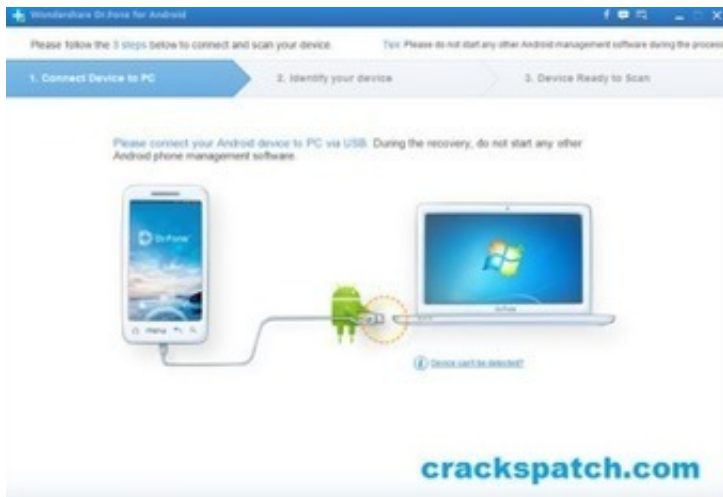 Wondershare Dr.Fone for Android
Please follow the 3 steps below to connect and scan your device.
Tips: Please do not start any other Android management software during the process
1. Connect Device to PC
2. Identify your device
3. Device Ready to Scan
Please connect your Android device to PC via USB. During the recovery, do not start any other
Android phone management software.
Dr.Fone
menu
Device can't be detected?
crackspatch.com